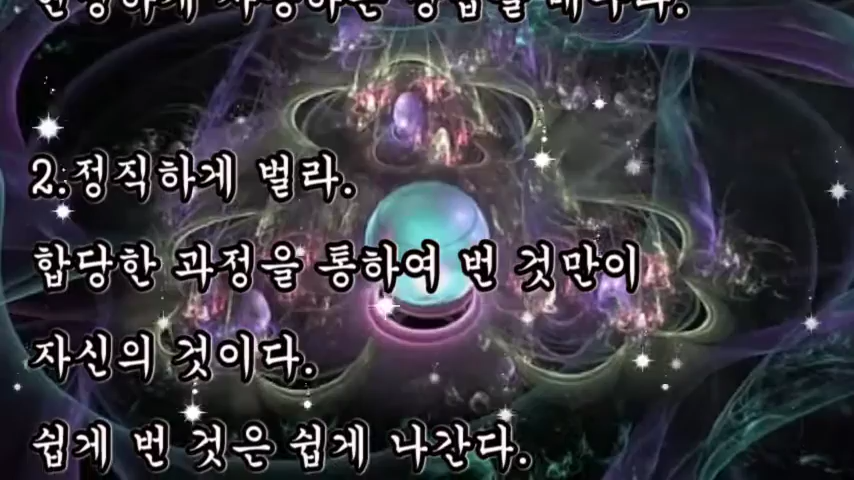 2.정직하게 벌라.
합당한 과정을 통하여 번 것만이
자신의 것이다.
쉽게 번 것은 쉽게 나간다.